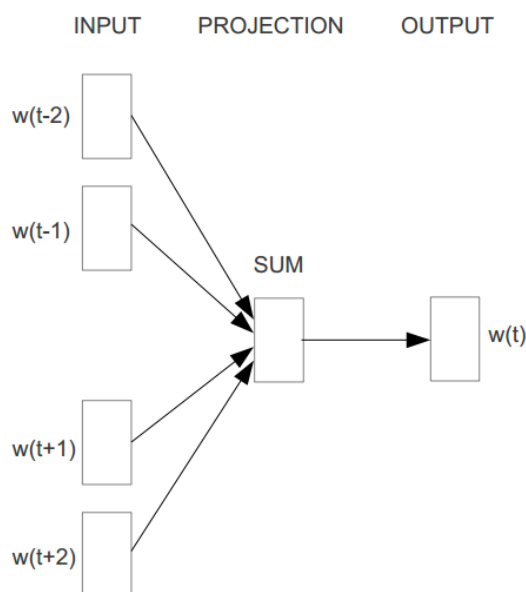 INPUT PROJECTION OUTPUT
w(t-2)
w(t-1)
SUM
w(t)
w(t+1)
w(t+2)